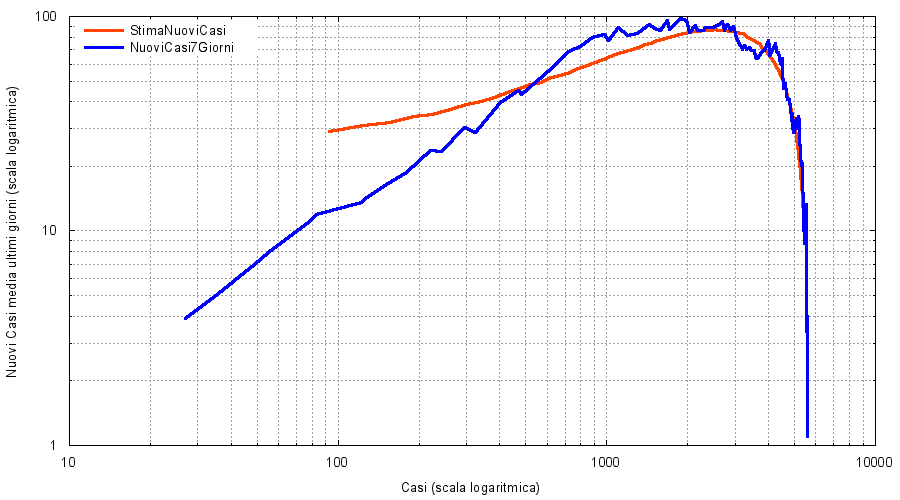 100
10
1
Nuovi Casi media ultimi giorni (scala logaritmica)
StimaNuoviCasi
NuoviCasi7Giorni
10 100 1000 10000
Casi (scala logaritmica)